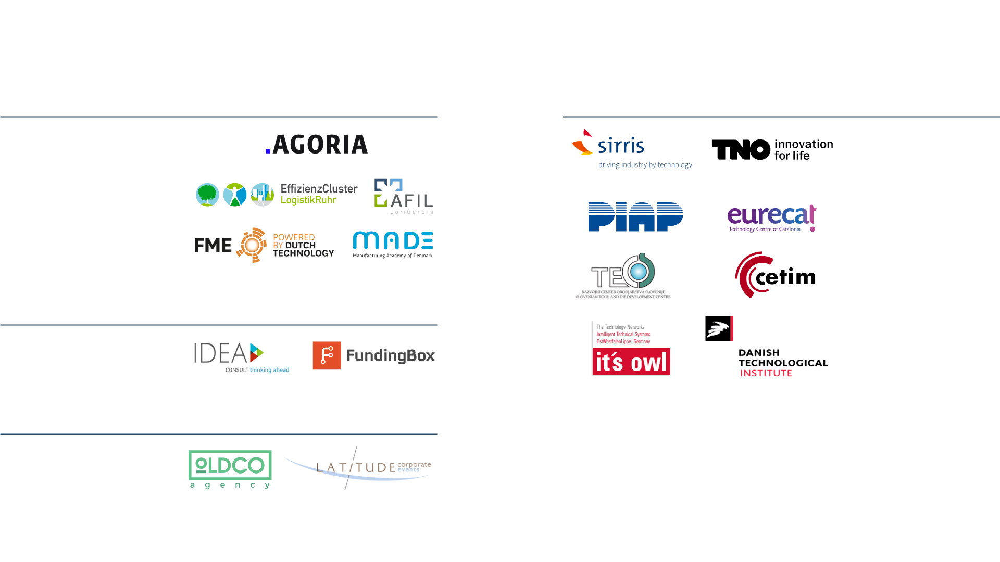 .AGORIA
EffizienzCluster
LogistikRuhr
AFIL
Lombardia
FME
POWERED
BY DUTCH
TECHNOLOGY
MADE
Manufacturing Academy of Denmark
IDEA
CONSULT thinking ahead
FundingBox
OLDCO
agency
LATITUDE corporate
events
sirris
driving industry by technology
TNO innovation
for life
PIAP
eurecat
Technology Centre of Catalonia
TECOS
RAZVOJNI CENTER ORODJARSTVA SLOVENIJE
SLOVENIAN TOOL AND DIE DEVELOPMENT CENTRE
cetim
The Technology-Network:
Intelligent Technical Systems
OstWestfalenLippe . Germany
it´s owl
DANISH
TECHNOLOGICAL
INSTITUTE